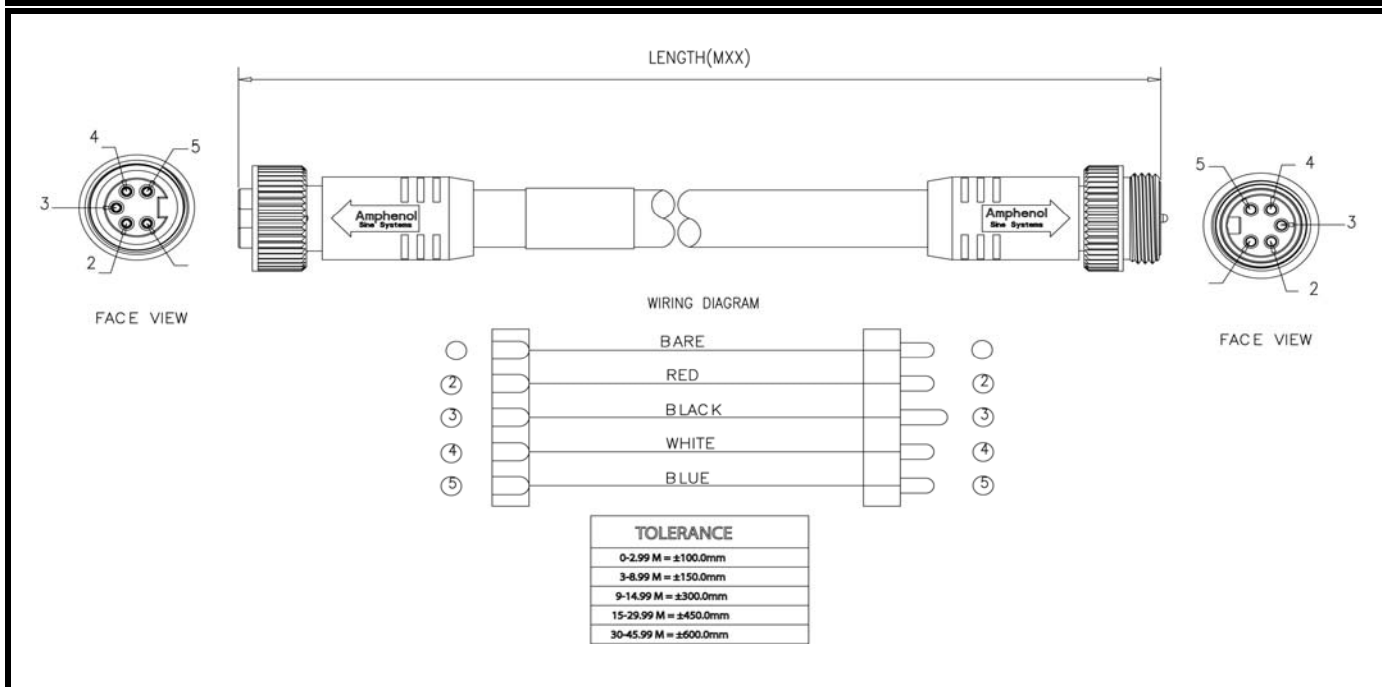 LENGTH(MXX)
4
5
3
2
FACE VIEW
Amphenol
Sine Systems
Amphenol
Sine Systems
5
4
3
2
FACE VIEW
WIRING DIAGRAM
BARE
2 RED 2
3 BLACK 3
4 WHITE 4
5 BLUE 5
TOLERANCE
0-2.99 M = ±100.0mm
3-8.99 M = ±150.0mm
9-14.99 M = ±300.0mm
15-29.99 M = ±450.0mm
30-45.99 M = ±600.0mm